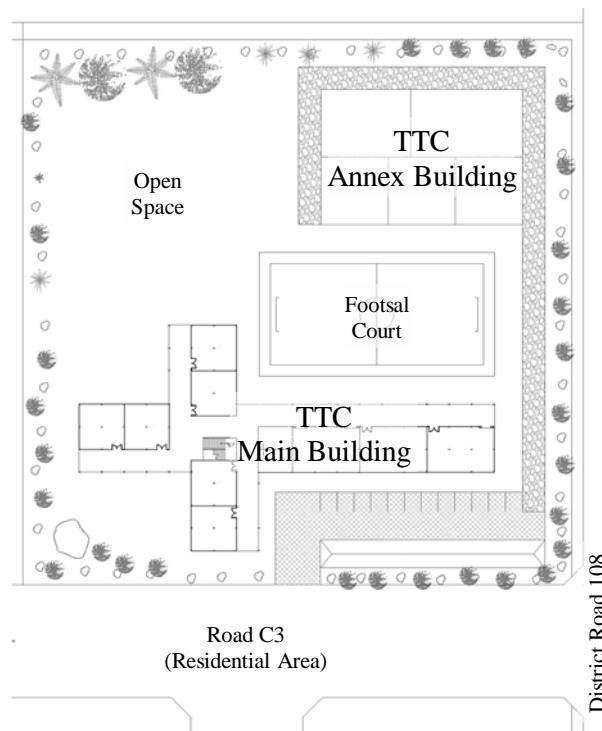 TTC
Annex Building
Open
Space
Footsal
Court
TTC
Main Building
Road C3
(Residential Area)
District Road 108